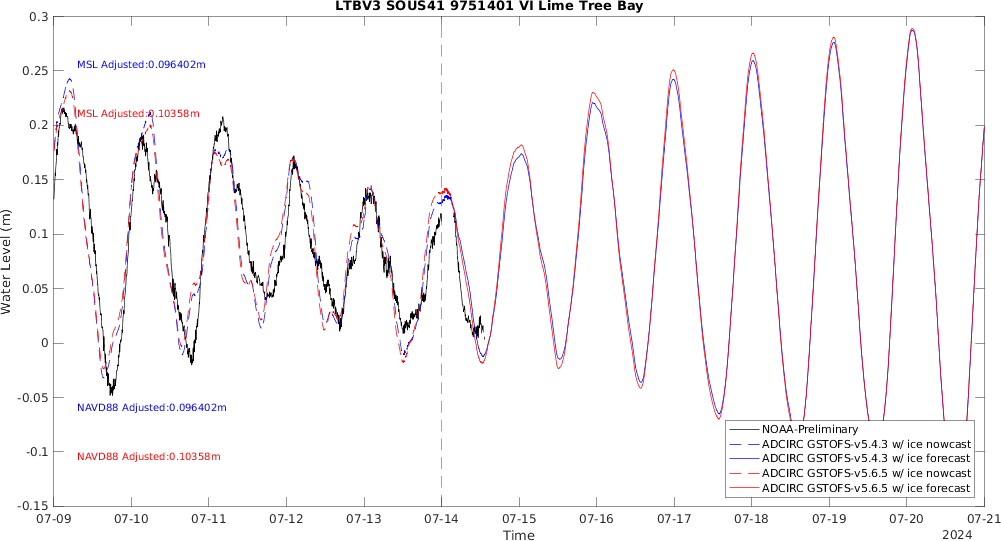 LTBV3 SOUS41 9751401 VI Lime Tree Bay
0.3
0.25
0.2
0.15
0.1
0.05
0
-0.05
-0.1
-0.15
Water Level (m)
MSL Adjusted:0.096402m
MSL Adjusted:0.10358m
NAVD88 Adjusted:0.096402m
NAVD88 Adjusted:0.10358m
NOAA-Preliminary
ADCIRC GSTOFS-v5.4.3 w/ ice nowcast
ADCIRC GSTOFS-v5.4.3 w/ ice forecast
ADCIRC GSTOFS-v5.6.5 w/ ice nowcast
ADCIRC GSTOFS-v5.6.5 w/ ice forecast
07-09 07-10 07-11 07-12 07-13 07-14 07-15 07-16 07-17 07-18 07-19 07-20 07-21
Time
2024